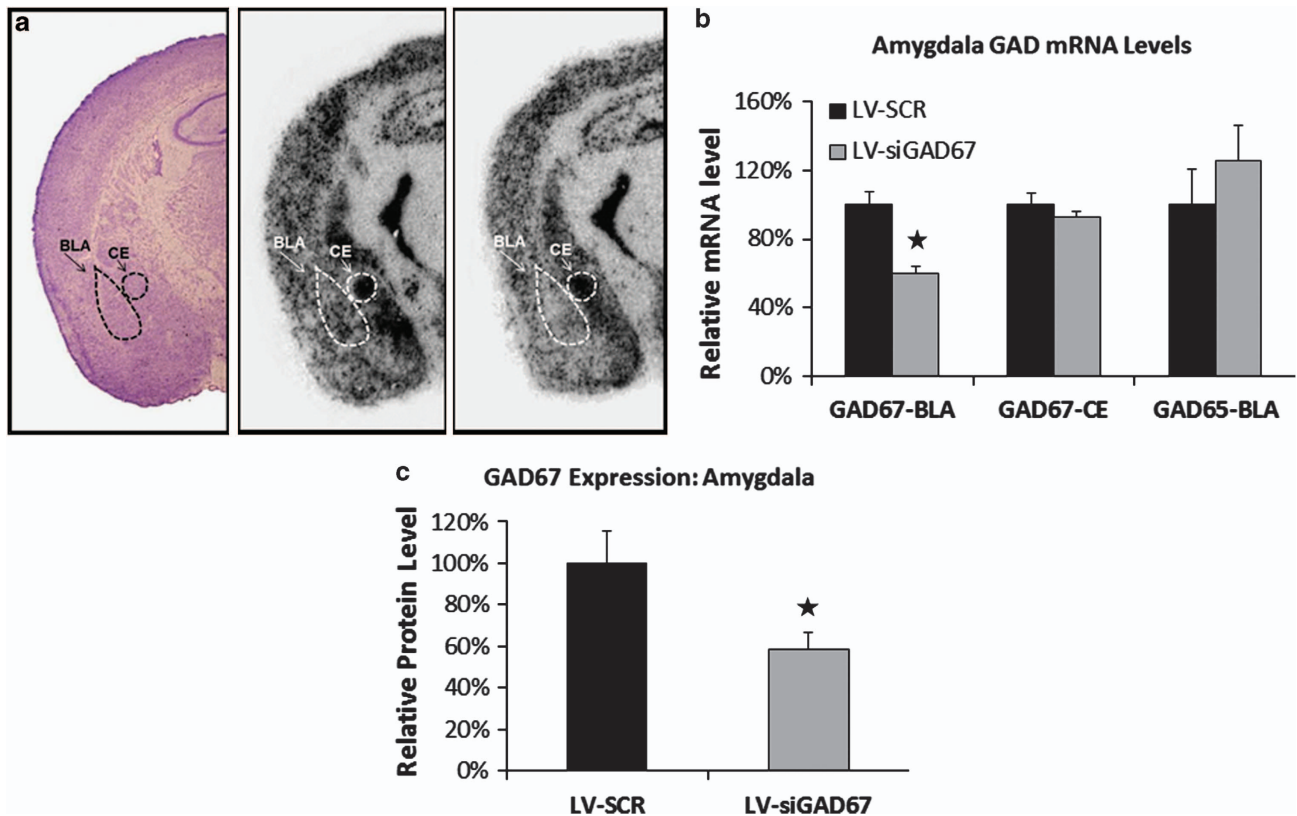 a
BLA
CE
BLA
CE
BLA
CE
b
Amygdala GAD mRNA Levels
Relative mRNA level
160%
120%
80%
40%
0%
LV-SCR
LV-siGAD67
★
GAD67-BLA
GAD67-CE
GAD65-BLA
c
GAD67 Expression: Amygdala
Relative Protein Level
120%
100%
80%
60%
40%
20%
0%
★
LV-SCR
LV-siGAD67